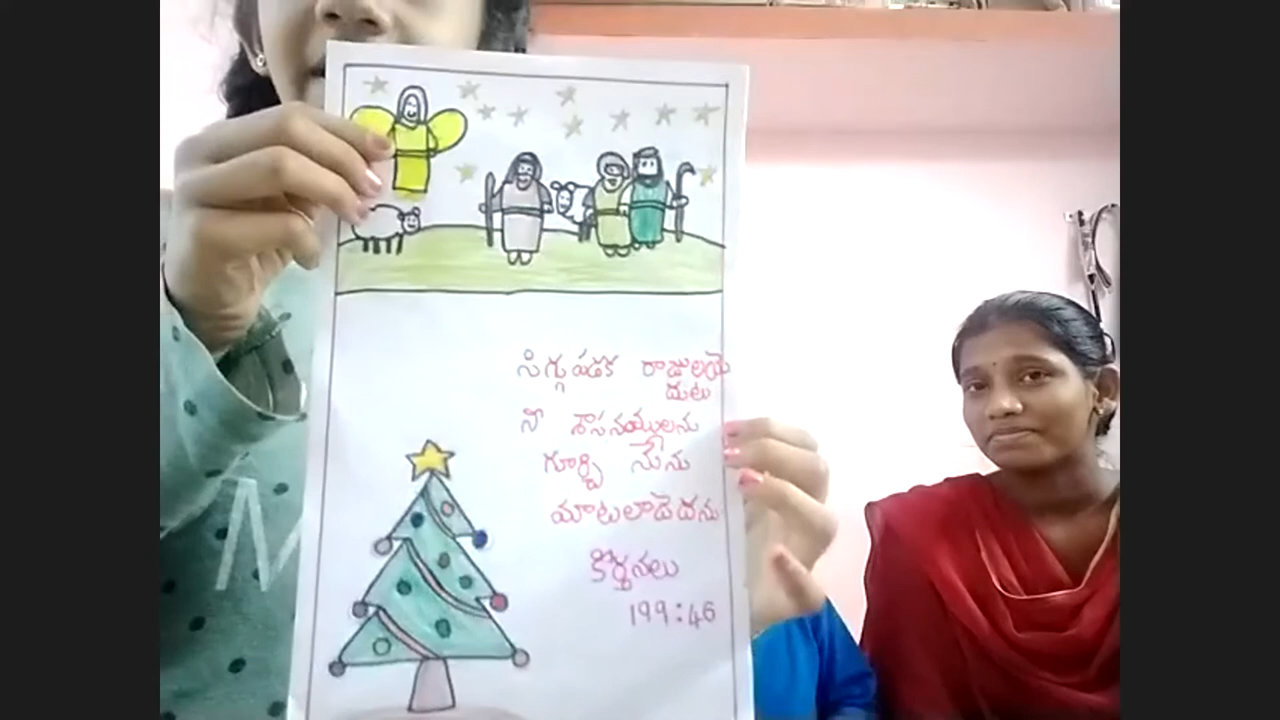 సిగ్గుపడక రాజులయె
దుటు
నీ శాసనములను
గూర్చి నేను
మాటలాడెదను
కీర్తనలు
199:46
M